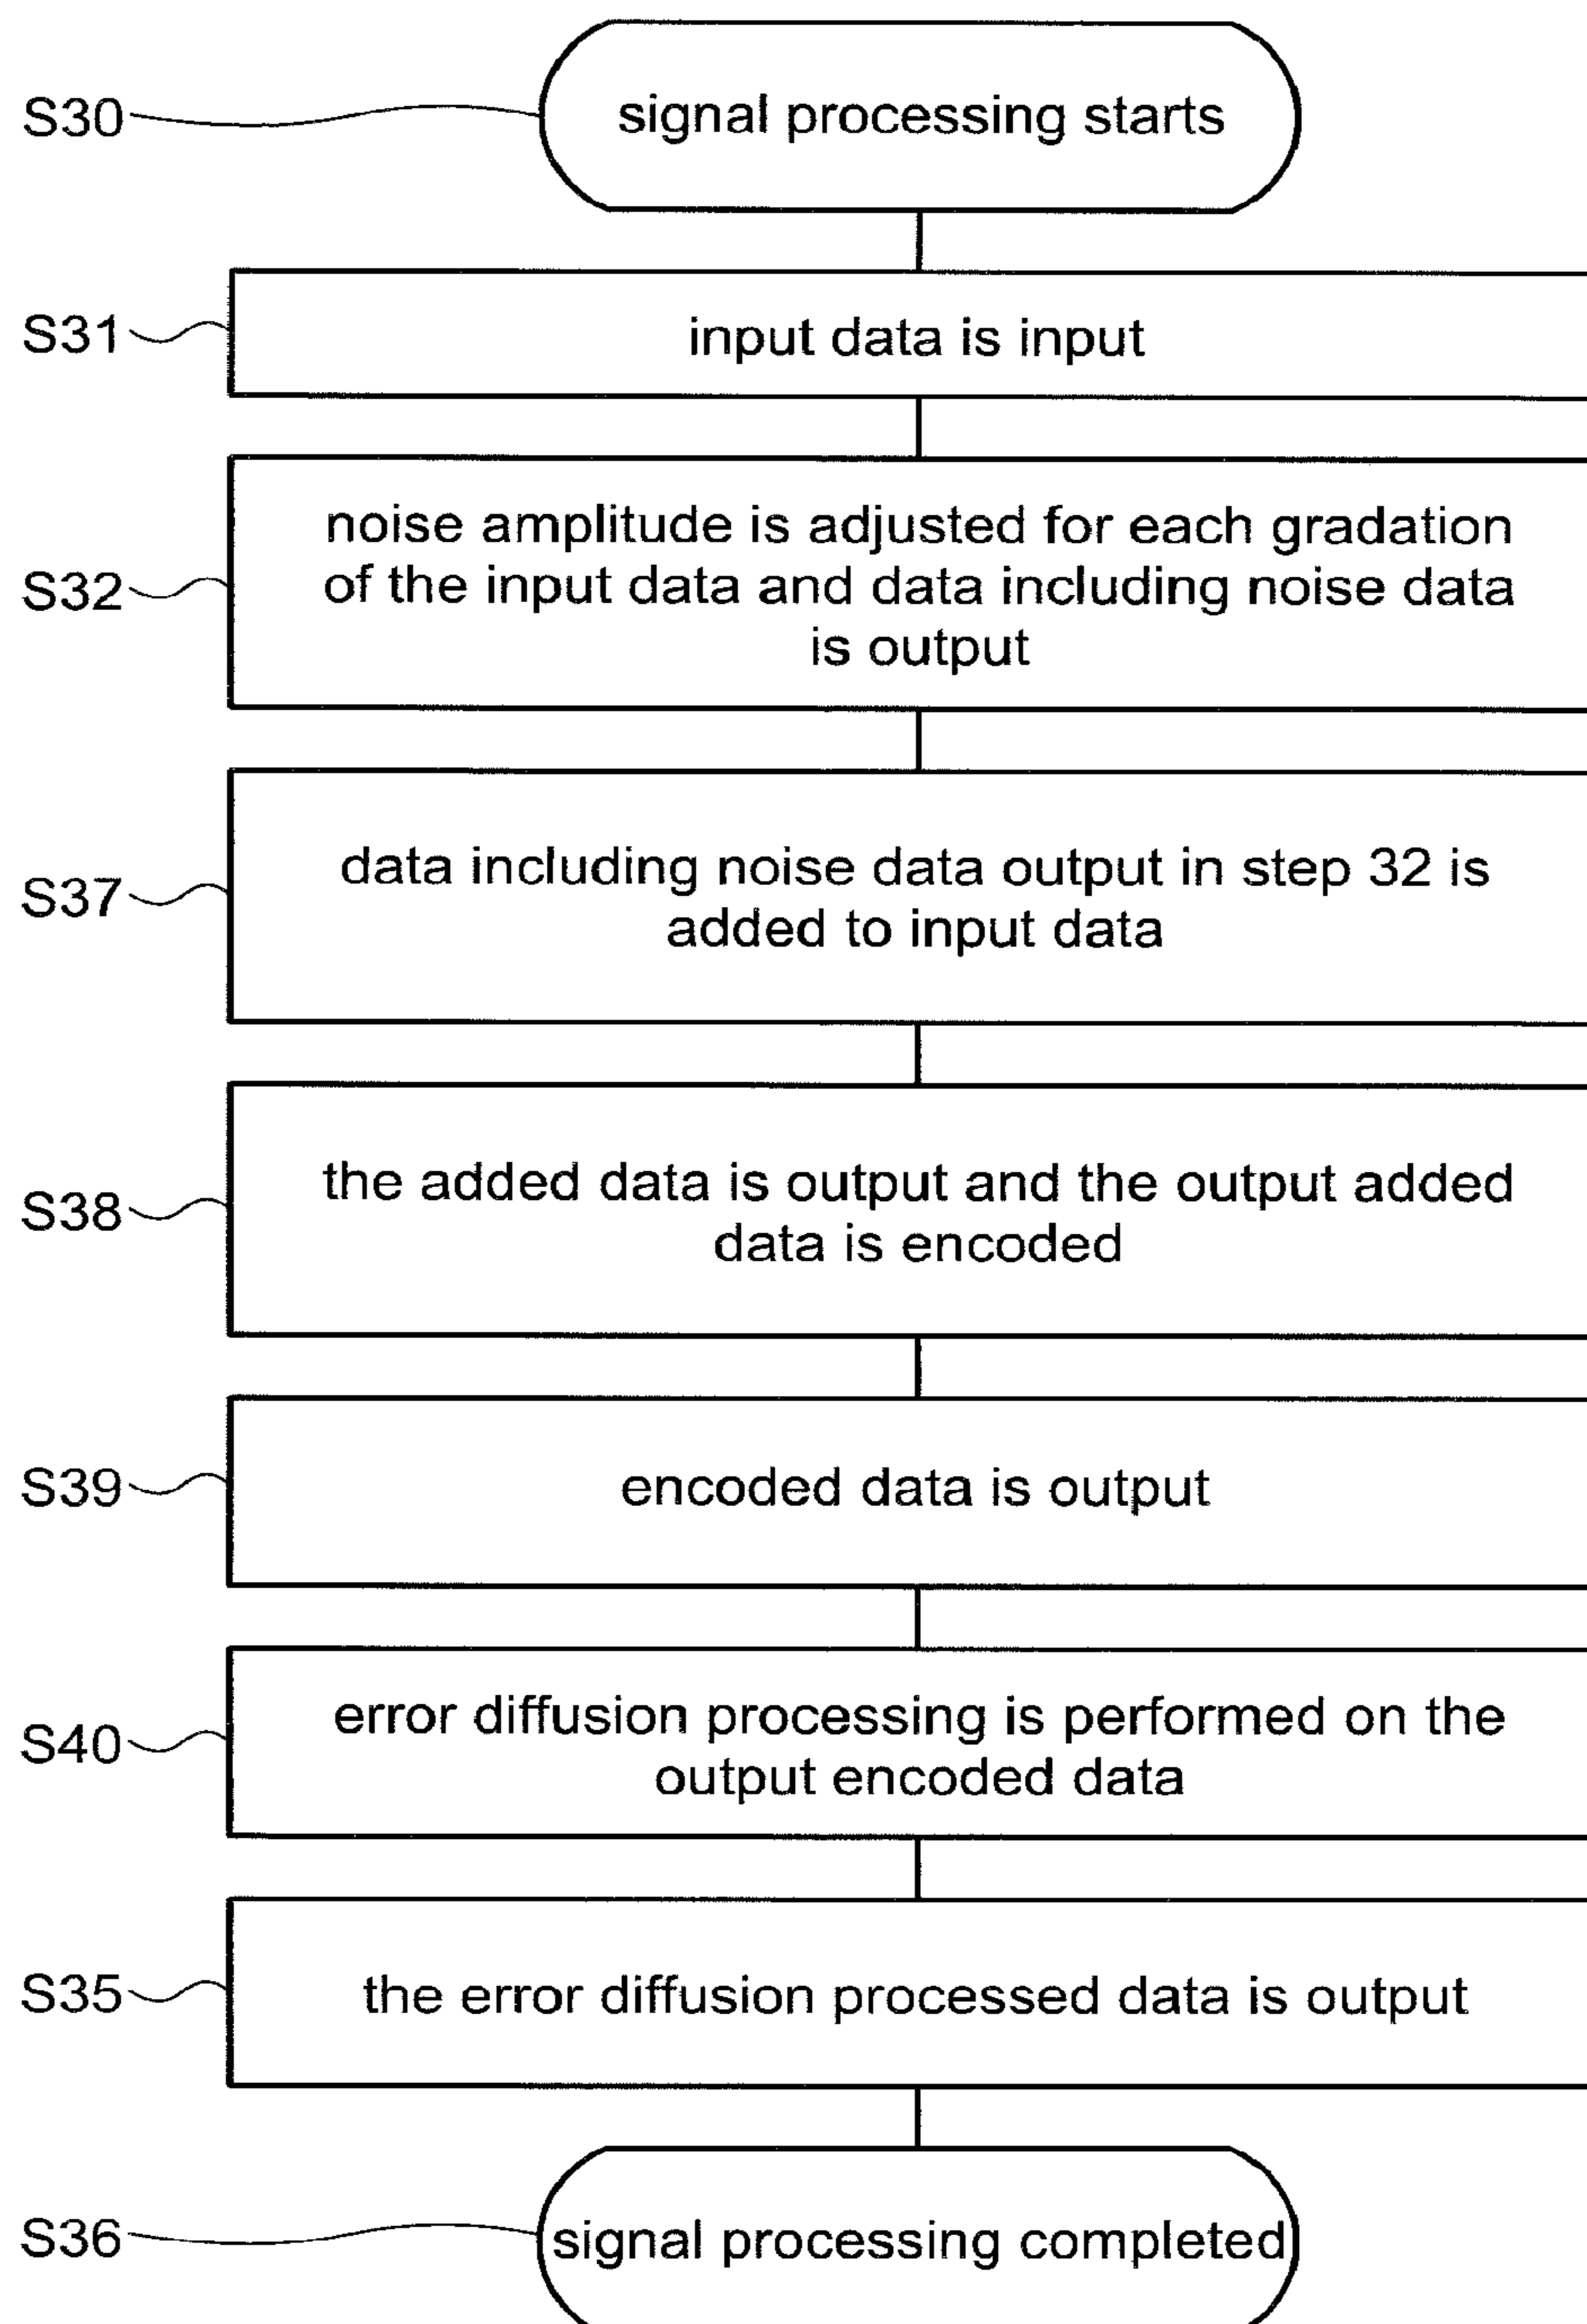 S30
signal processing starts
S31
input data is input
S32
noise amplitude is adjusted for each gradation
of the input data and data including noise data
is output
S37
data including noise data output in step 32 is
added to input data
S38
the added data is output and the output added
data is encoded
S39
encoded data is output
S40
error diffusion processing is performed on the
output encoded data
S35
the error diffusion processed data is output
S36
signal processing completed